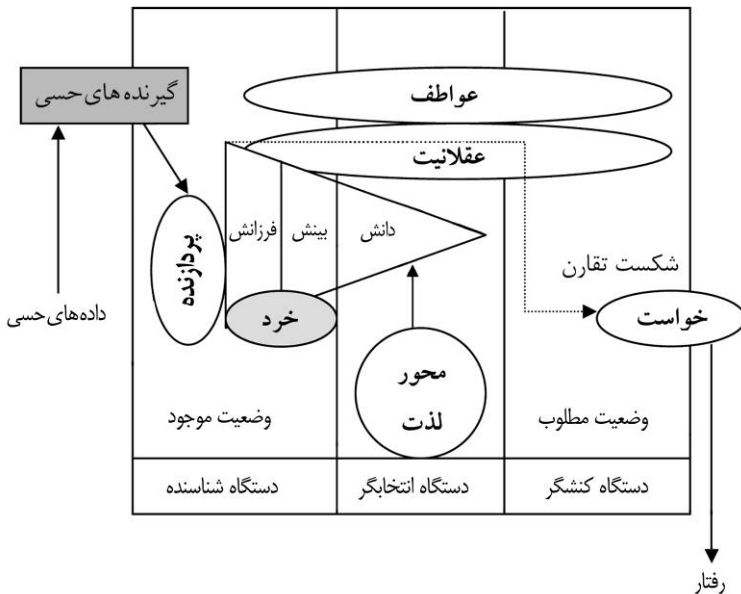 گیرنده های حسی
عواطف
عقلانیت
فرزانش
بینش
دانش
پردازنده
شکست تقارن
داده‌های حسی
خرد
خواست
محور
لذت
وضعیت موجود
وضعیت مطلوب
دستگاه شناسنده
دستگاه انتخابگر
دستگاه کنشگر
رفتار